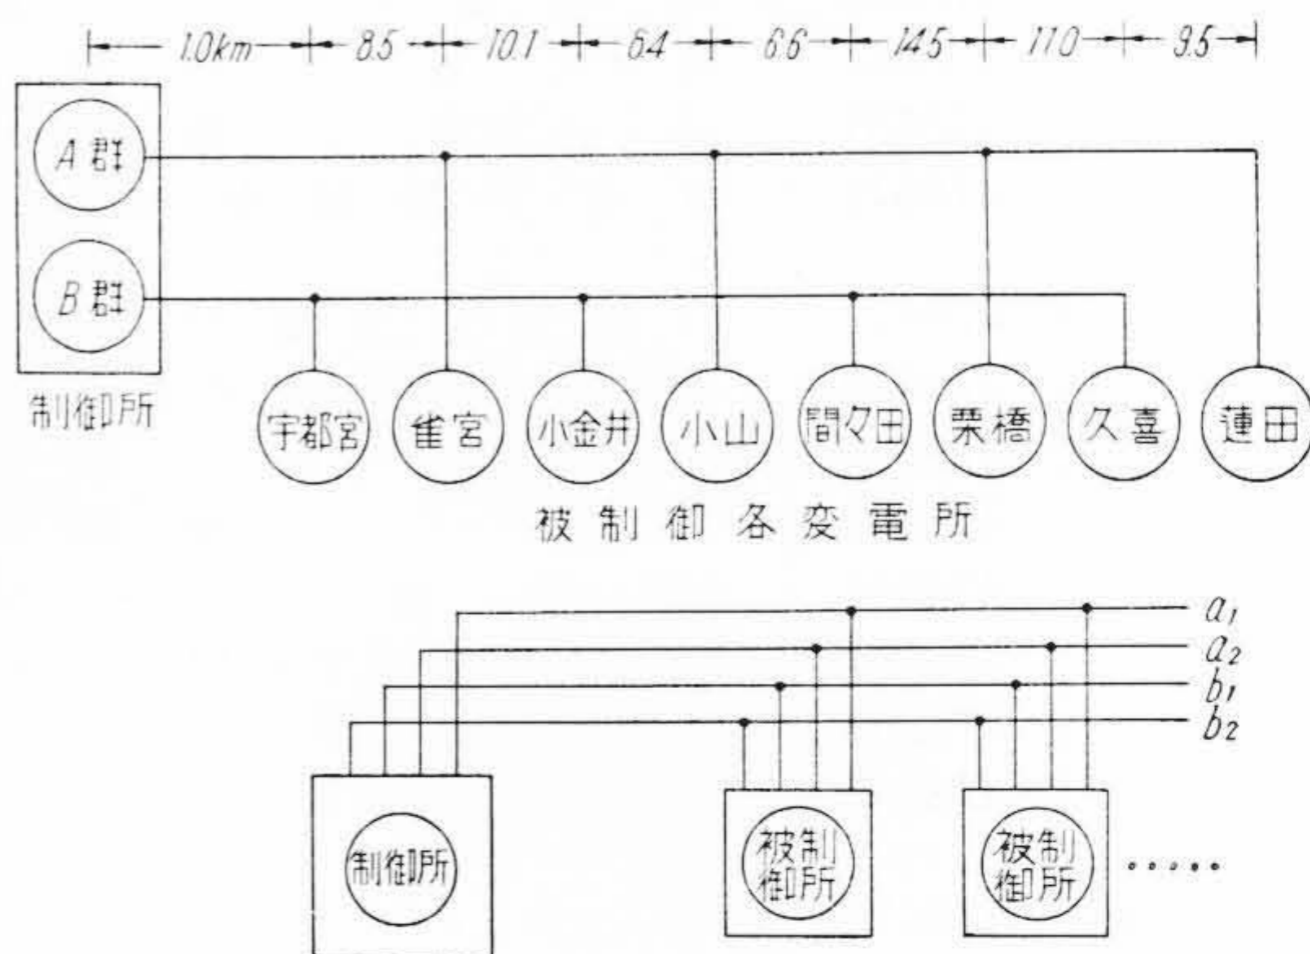 1.0km 8.5 10.1 6.4 6.6 14.5 11.0 9.5
A群
B群
制御所
宇都宮 雀宮 小金井 小山 間々田 栗橋 久喜 蓮田
被制御各変電所
a1
a2
b1
b2
制御所
被制
御所
被制
御所